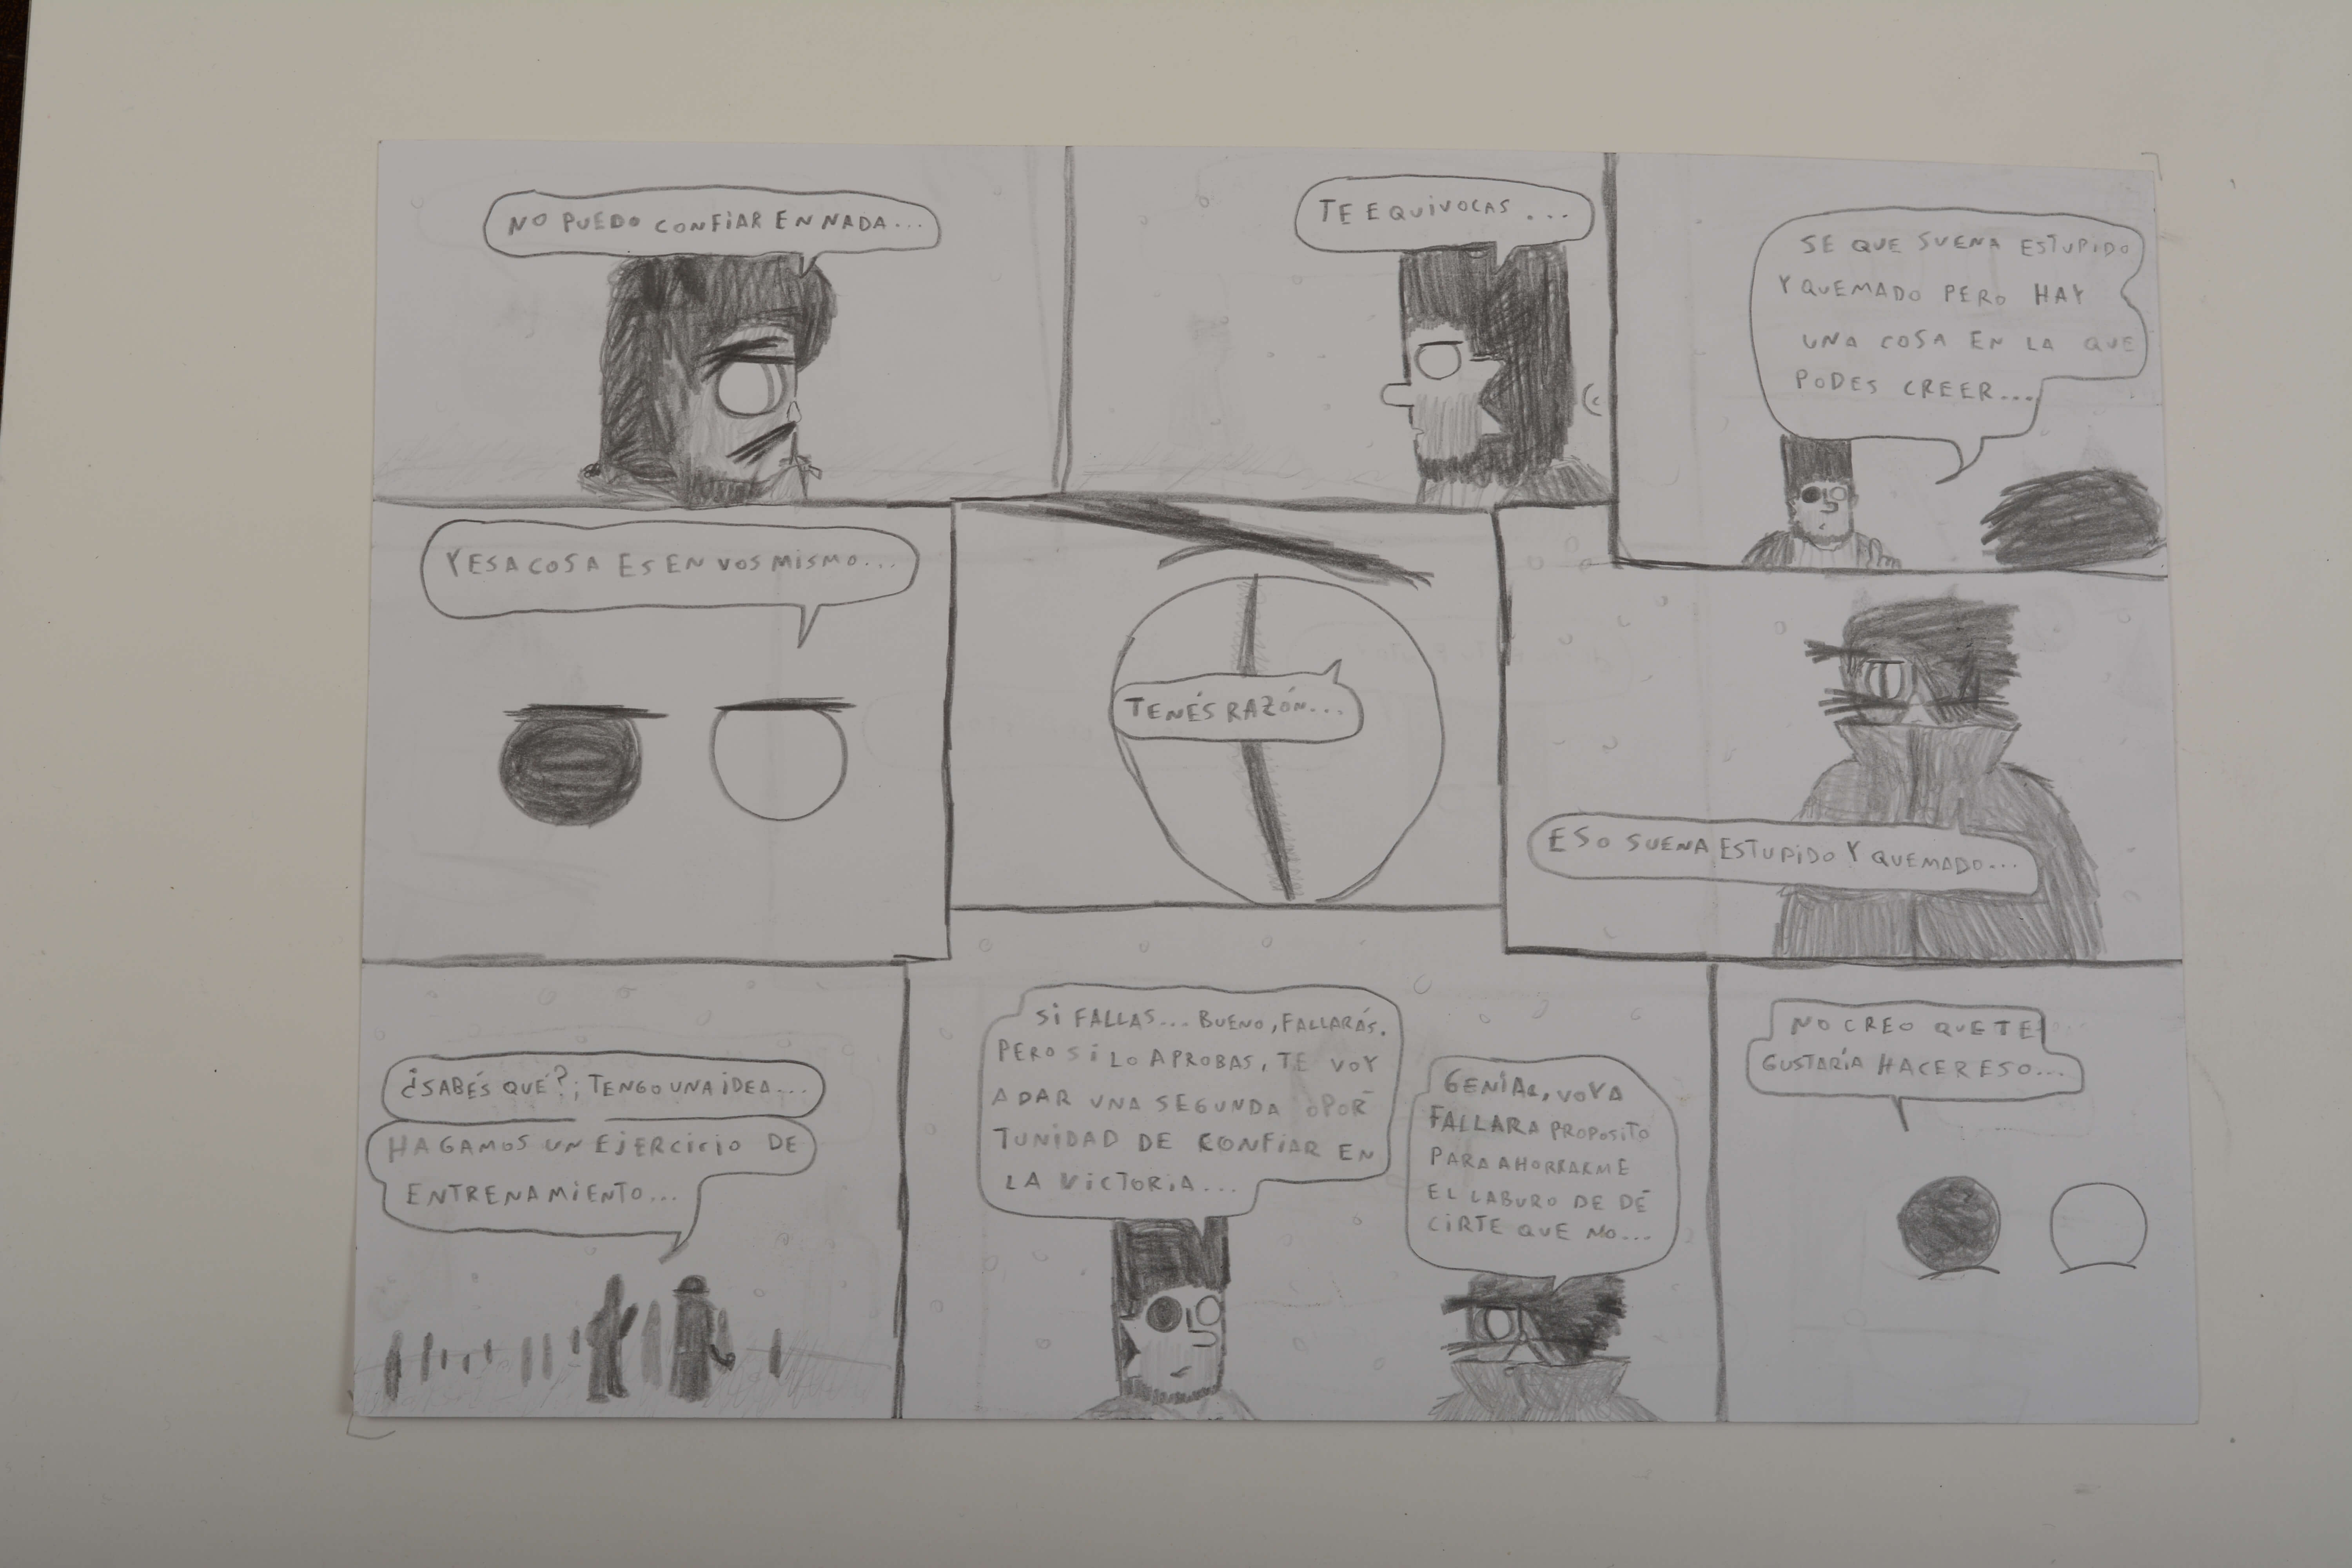 NO PUEDO CONFIAR EN NADA...
TE EQUIVOCAS ...
SE QUE SUENA ESTUPIDO
Y QUEMADO PERO HAY
UNA COSA EN LA QUE
PODES CREER...
Y ESA COSA ES EN VOS MISMO...
TENÉS RAZÓN...
ESO SUENA ESTUPIDO Y QUEMADO...
¿SABÉS QUÉ?; TENGO UNA IDEA...
HAGAMOS UN EJERCICIO DE
ENTRENAMIENTO...
SI FALLAS... BUENO, FALLARÁS.
PERO SI LO APROBAS, TE VOY
A DAR UNA SEGUNDA OPOR
TUNIDAD DE CONFIAR EN
LA VICTORIA...
GENIAL, VOY A
FALLAR A PROPOSITO
PARA AHORRARME
EL LABURO DE DE
CIRTE QUE NO...
NO CREO QUE TE
GUSTARÍA HACER ESO...